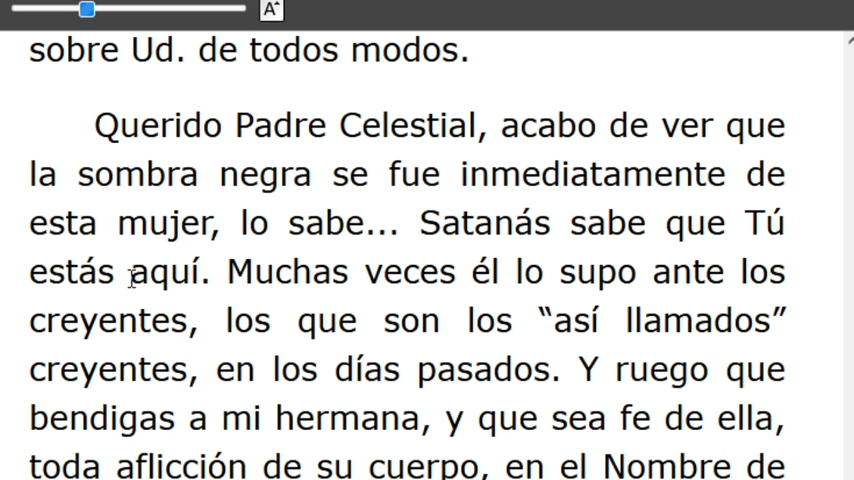 A
sobre Ud. de todos modos.
Querido Padre Celestial, acabo de ver que
la sombra negra se fue inmediatamente de
esta mujer, lo sabe... Satanás sabe que Tú
estás aquí. Muchas veces él lo supo ante los
creyentes, los que son los “así llamados”
creyentes, en los días pasados. Y ruego que
bendigas a mi hermana, y que sea fe de ella,
toda aflicción de su cuerpo, en el Nombre de